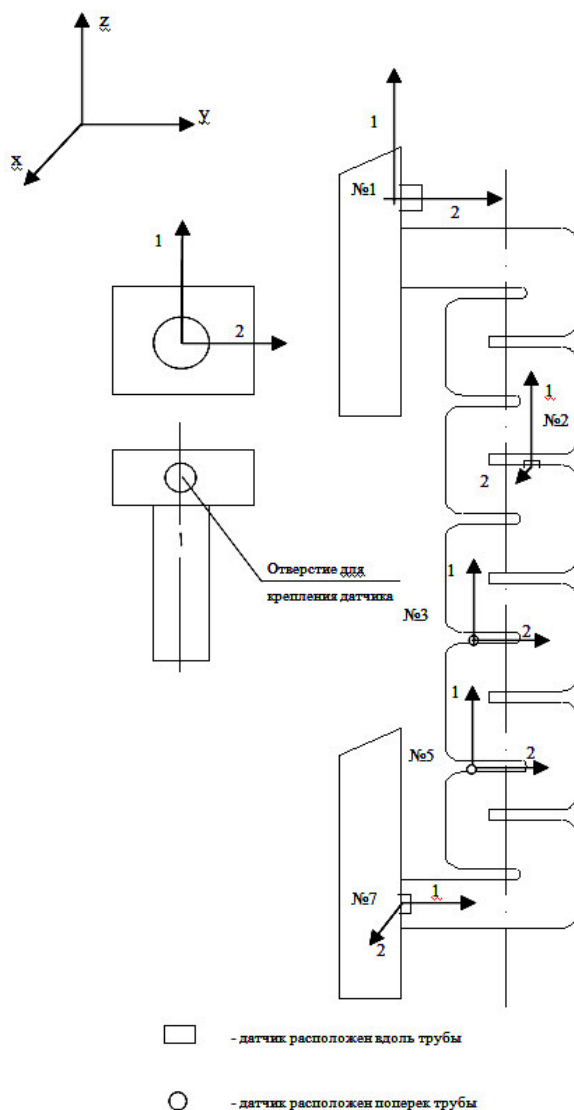 z
y
x
1
№1
2
1
2
1
№2
2
Отверстие для
крепления датчика
1
№3
2
1
№5
2
№7
1
2
- датчик расположен вдоль трубы
- датчик расположен поперек трубы